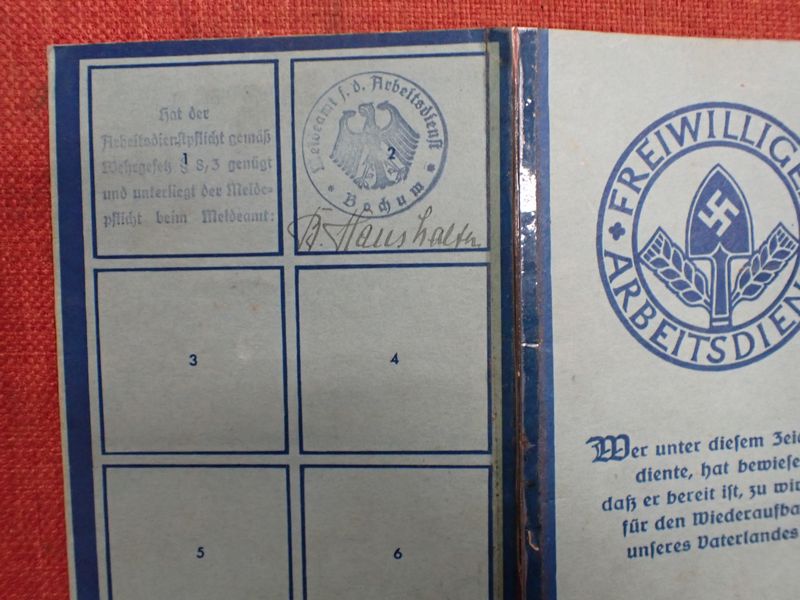 Hat der
Arbeitsdienstpflicht gemäß
Wehrgesetz § 8,3 genügt
und unterliegt der Melde-
pflicht beim Meldeamt:
1
Meldeamt f. d. Arbeitsdienst
* Bochum *
2
3
4
5
6
FREIWILLIGE
ARBEITSDIEN
Wer unter diesem Zeic
diente, hat bewiese
daß er bereit ist, zu wir
für den Wiederaufba
unseres Vaterlandes